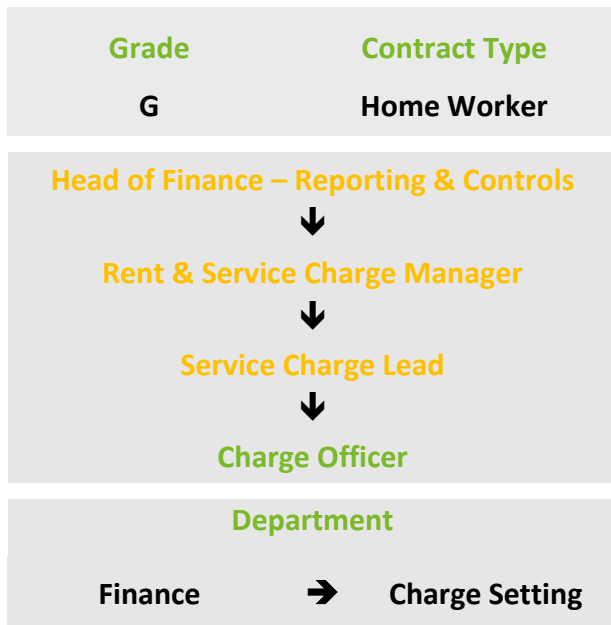 Grade Contract Type
G Home Worker
Head of Finance – Reporting & Controls
🡻
Rent & Service Charge Manager
🡻
Service Charge Lead
🡻
Charge Officer
Department
Finance 🡺 Charge Setting